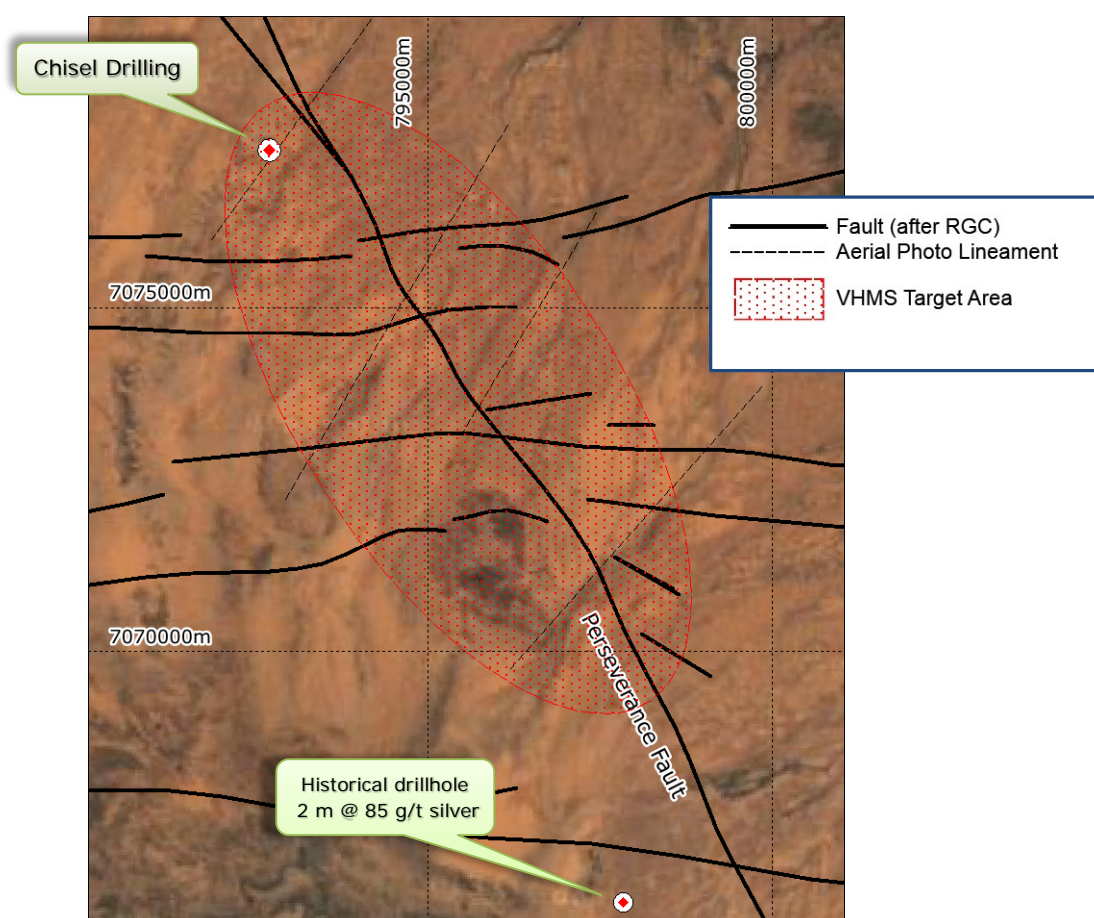 Chisel Drilling
795000m
800000m
Fault (after RGC)
Aerial Photo Lineament
VHMS Target Area
7075000m
7070000m
Perseverance Fault
Historical drillhole
2 m @ 85 g/t silver